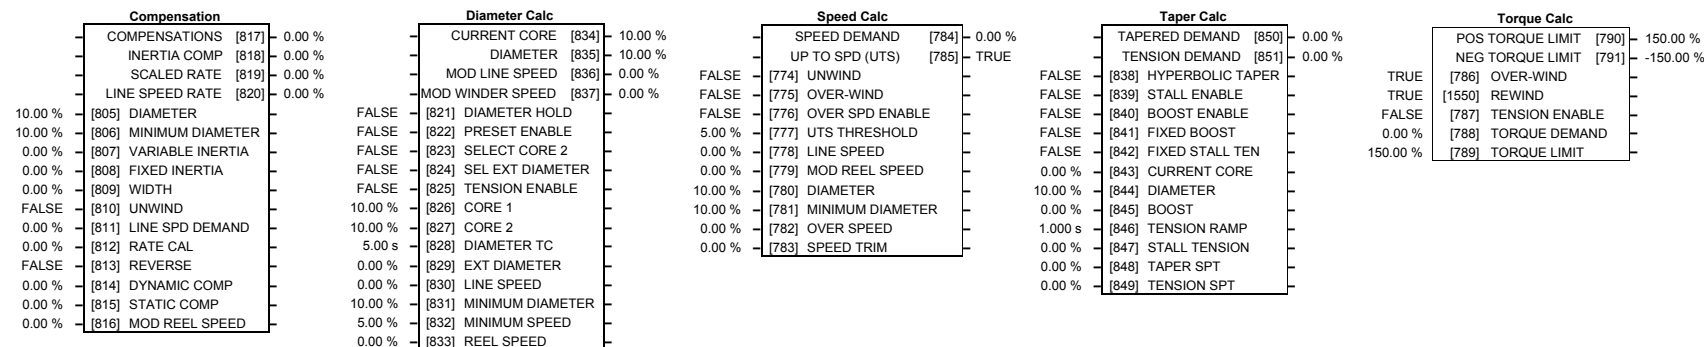 Compensation
COMPENSATIONS [817] 0.00 %
INERTIA COMP [818] 0.00 %
SCALED RATE [819] 0.00 %
LINE SPEED RATE [820] 0.00 %
10.00 % [805] DIAMETER
10.00 % [806] MINIMUM DIAMETER
0.00 % [807] VARIABLE INERTIA
0.00 % [808] FIXED INERTIA
0.00 % [809] WIDTH
FALSE [810] UNWIND
0.00 % [811] LINE SPD DEMAND
0.00 % [812] RATE CAL
FALSE [813] REVERSE
0.00 % [814] DYNAMIC COMP
0.00 % [815] STATIC COMP
0.00 % [816] MOD REEL SPEED
Diameter Calc
CURRENT CORE [834] 10.00 %
DIAMETER [835] 10.00 %
MOD LINE SPEED [836] 0.00 %
MOD WINDER SPEED [837] 0.00 %
FALSE [821] DIAMETER HOLD
FALSE [822] PRESET ENABLE
FALSE [823] SELECT CORE 2
FALSE [824] SEL EXT DIAMETER
FALSE [825] TENSION ENABLE
10.00 % [826] CORE 1
10.00 % [827] CORE 2
5.00 s [828] DIAMETER TC
0.00 % [829] EXT DIAMETER
0.00 % [830] LINE SPEED
10.00 % [831] MINIMUM DIAMETER
5.00 % [832] MINIMUM SPEED
0.00 % [833] REEL SPEED
Speed Calc
SPEED DEMAND [784] 0.00 %
UP TO SPD (UTS) [785] TRUE
FALSE [774] UNWIND
FALSE [775] OVER-WIND
FALSE [776] OVER SPD ENABLE
5.00 % [777] UTS THRESHOLD
0.00 % [778] LINE SPEED
0.00 % [779] MOD REEL SPEED
10.00 % [780] DIAMETER
10.00 % [781] MINIMUM DIAMETER
0.00 % [782] OVER SPEED
0.00 % [783] SPEED TRIM
Taper Calc
TAPERED DEMAND [850] 0.00 %
TENSION DEMAND [851] 0.00 %
FALSE [838] HYPERBOLIC TAPER
FALSE [839] STALL ENABLE
FALSE [840] BOOST ENABLE
FALSE [841] FIXED BOOST
FALSE [842] FIXED STALL TEN
0.00 % [843] CURRENT CORE
10.00 % [844] DIAMETER
0.00 % [845] BOOST
1.000 s [846] TENSION RAMP
0.00 % [847] STALL TENSION
0.00 % [848] TAPER SPT
0.00 % [849] TENSION SPT
Torque Calc
POS TORQUE LIMIT [790] 150.00 %
NEG TORQUE LIMIT [791] -150.00 %
TRUE [786] OVER-WIND
TRUE [1550] REWIND
FALSE [787] TENSION ENABLE
0.00 % [788] TORQUE DEMAND
150.00 % [789] TORQUE LIMIT